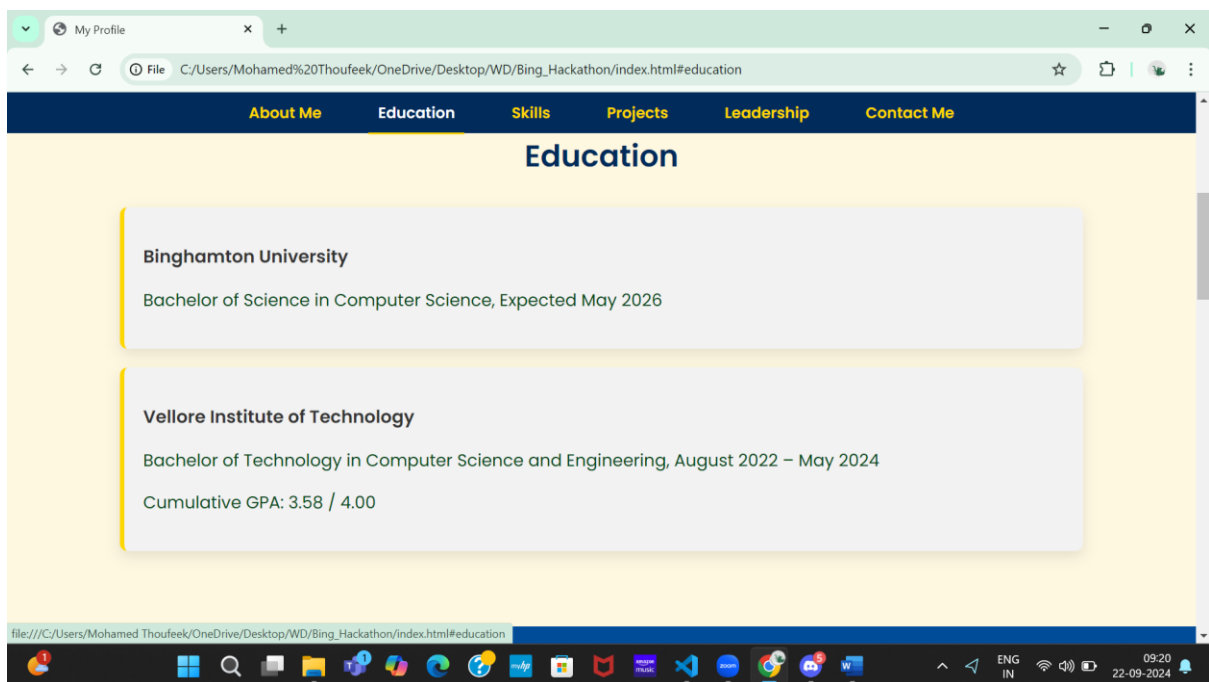 My Profile
File C:/Users/Mohamed%20Thoufeek/OneDrive/Desktop/WD/Bing_Hackathon/index.html#education
About Me Education Skills Projects Leadership Contact Me
Education
Binghamton University
Bachelor of Science in Computer Science, Expected May 2026
Vellore Institute of Technology
Bachelor of Technology in Computer Science and Engineering, August 2022 – May 2024
Cumulative GPA: 3.58 / 4.00
file:///C:/Users/Mohamed Thoufeek/OneDrive/Desktop/WD/Bing_Hackathon/index.html#education
ENG 09:20
IN 22-09-2024